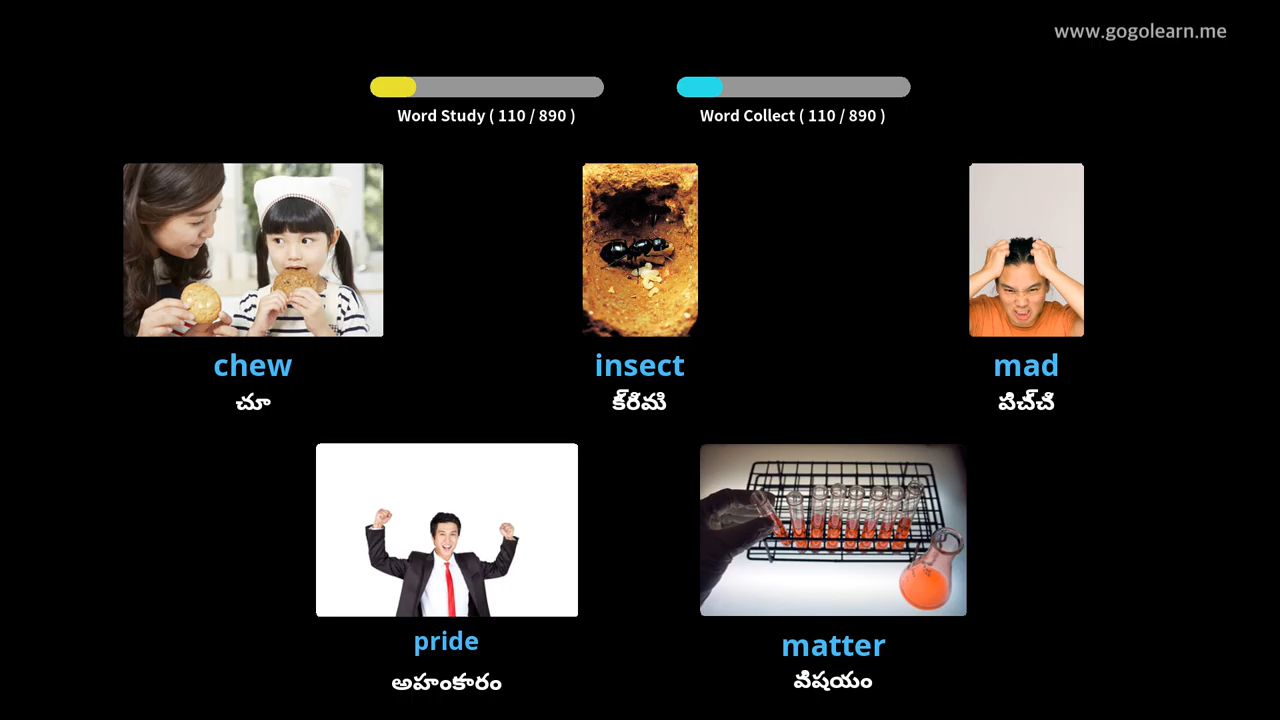 www.gogolearn.me
Word Study ( 110 / 890 )
Word Collect ( 110 / 890 )
chew
చూ
insect
క్రిమి
mad
పిచ్చి
pride
అహంకారం
matter
విషయం